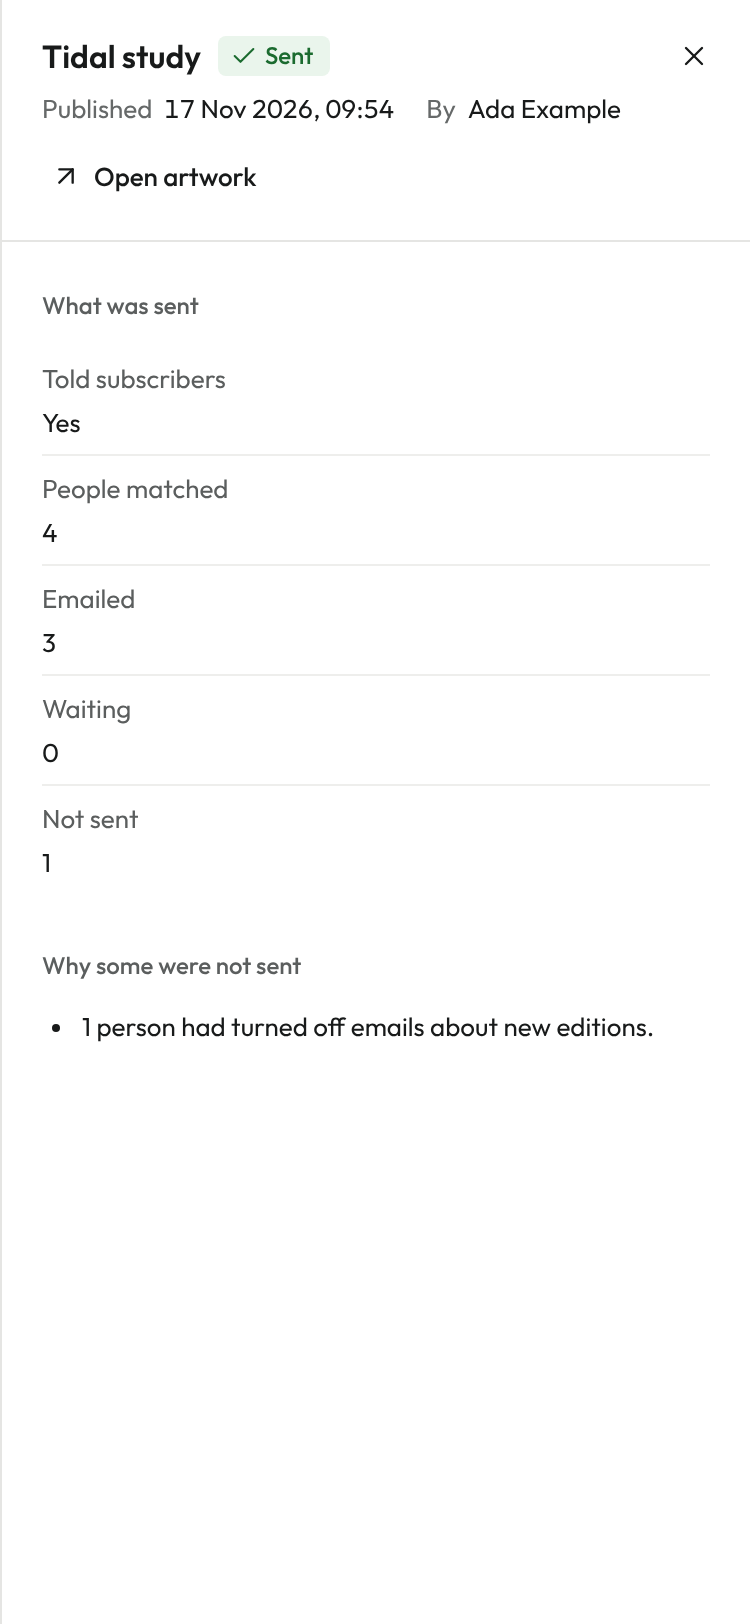 Tidal study
Sent
Published 17 Nov 2026, 09:54 By Ada Example
Open artwork
What was sent
Told subscribers
Yes
People matched
4
Emailed
3
Waiting
0
Not sent
1
Why some were not sent
• 1 person had turned off emails about new editions.